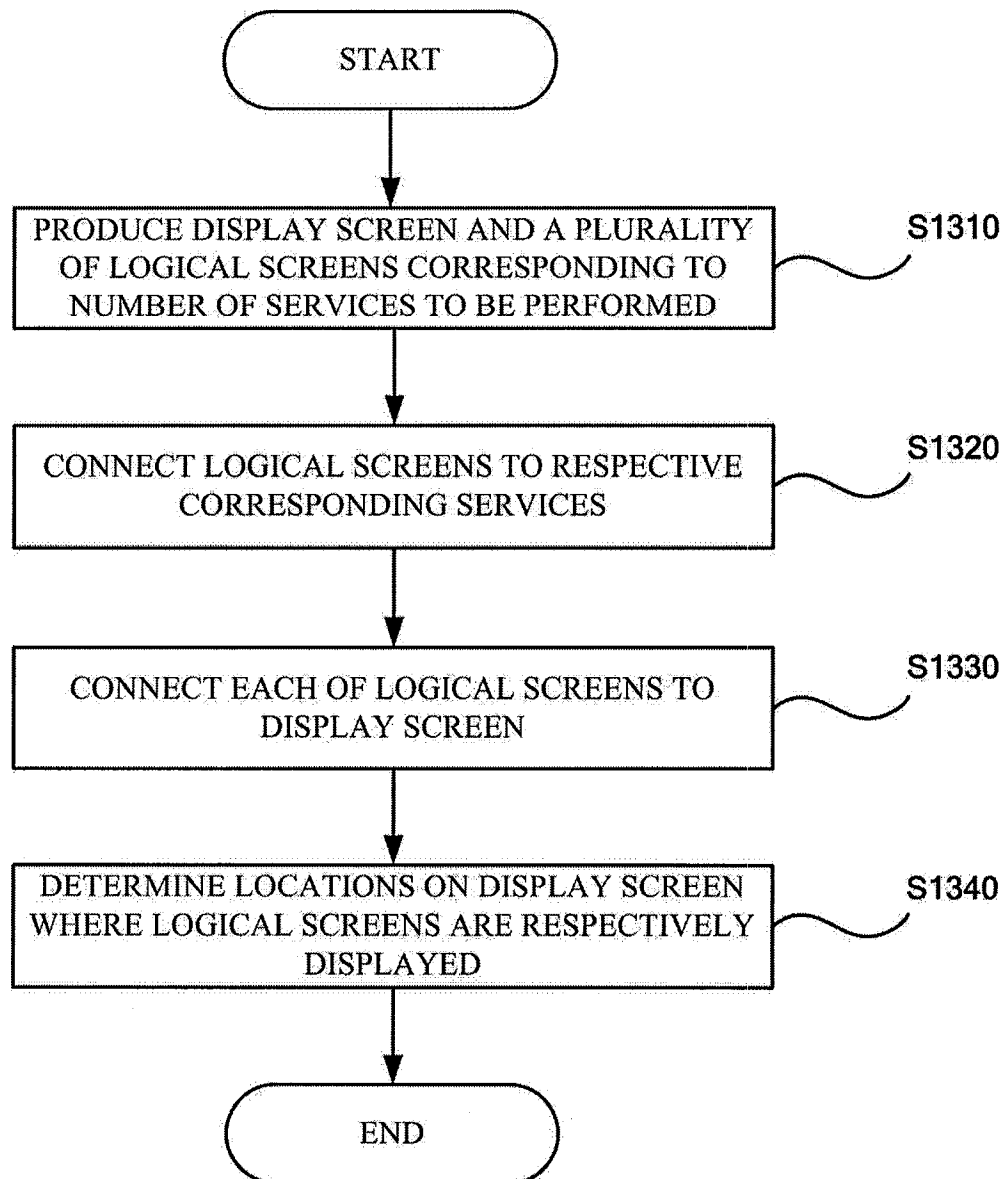 START
PRODUCE DISPLAY SCREEN AND A PLURALITY
OF LOGICAL SCREENS CORRESPONDING TO
NUMBER OF SERVICES TO BE PERFORMED
S1310
CONNECT LOGICAL SCREENS TO RESPECTIVE
CORRESPONDING SERVICES
S1320
CONNECT EACH OF LOGICAL SCREENS TO
DISPLAY SCREEN
S1330
DETERMINE LOCATIONS ON DISPLAY SCREEN
WHERE LOGICAL SCREENS ARE RESPECTIVELY
DISPLAYED
S1340
END